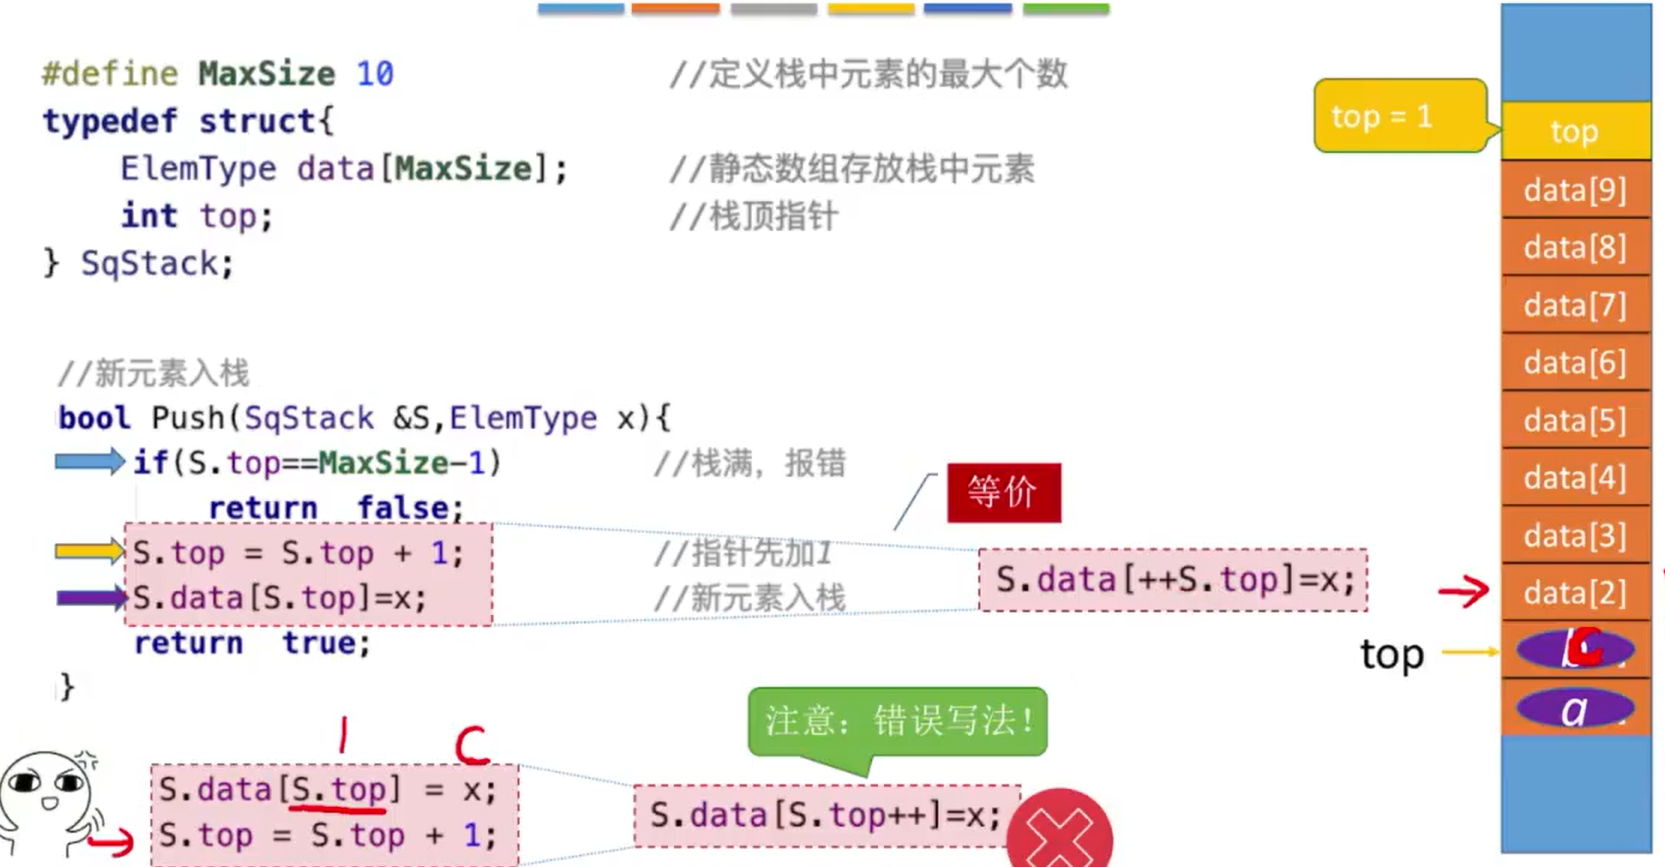 #define MaxSize 10 //定义栈中元素的最大个数
typedef struct{
ElemType data[MaxSize]; //静态数组存放栈中元素
int top; //栈顶指针
} SqStack;
//新元素入栈
bool Push(SqStack &S,ElemType x){
if(S.top==MaxSize-1) //栈满，报错
return false;
S.top = S.top + 1; //指针先加1
S.data[S.top]=x; //新元素入栈
return true;
}
等价
S.data[++S.top]=x;
注意：错误写法！
1 C
S.data[S.top] = x;
S.top = S.top + 1;
S.data[S.top++]=x;
top = 1
top
data[9]
data[8]
data[7]
data[6]
data[5]
data[4]
data[3]
data[2]
top
b C
a